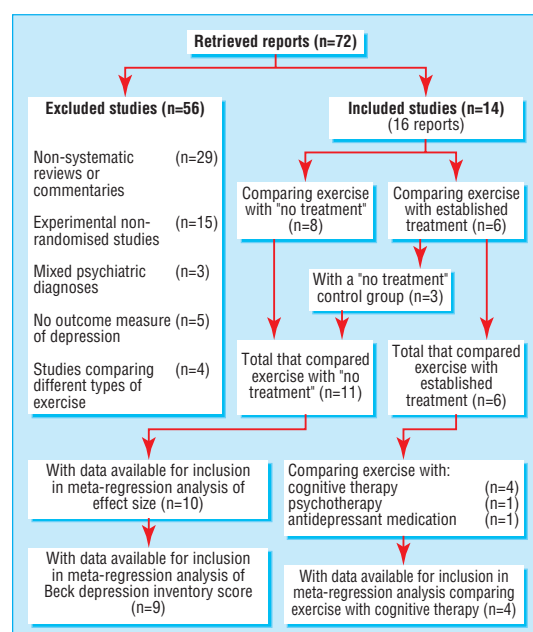 Retrieved reports (n=72)
Excluded studies (n=56)
Non-systematic (n=29)
reviews or
commentaries
Experimental non- (n=15)
randomised studies
Mixed psychiatric (n=3)
diagnoses
No outcome measure (n=5)
of depression
Studies comparing (n=4)
different types of
exercise
Included studies (n=14)
(16 reports)
Comparing exercise
with "no treatment"
(n=8)
Comparing exercise
with established
treatment (n=6)
With a "no treatment"
control group (n=3)
Total that compared
exercise with "no
treatment" (n=11)
Total that compared
exercise with
established
treatment (n=6)
With data available for inclusion
in meta-regression analysis of
effect size (n=10)
Comparing exercise with:
cognitive therapy (n=4)
psychotherapy (n=1)
antidepressant medication (n=1)
With data available for inclusion
in meta-regression analysis of
Beck depression inventory score
(n=9)
With data available for inclusion in
meta-regression analysis comparing
exercise with cognitive therapy (n=4)